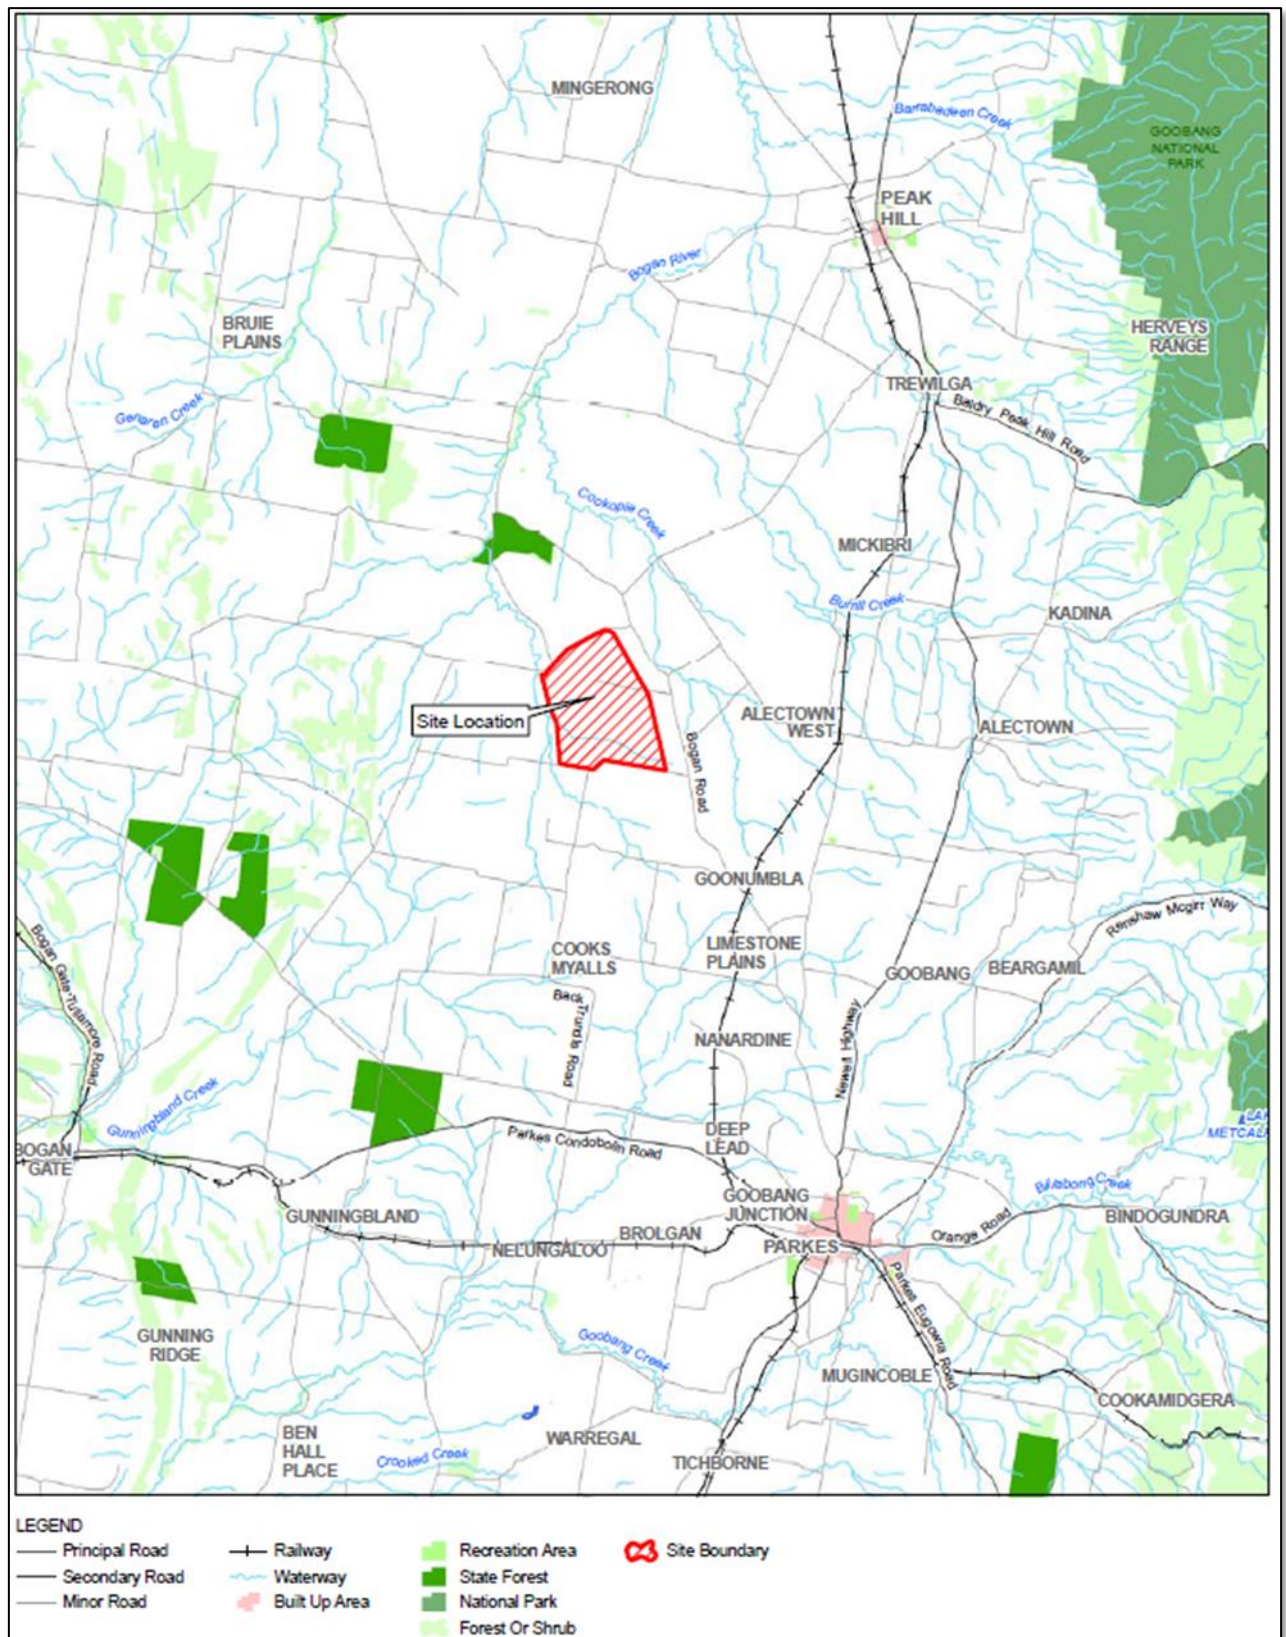 MINGERONG
Barrabadeen Creek
GOOBANG
NATIONAL
PARK
PEAK
HILL
Bogan River
BRUIE
PLAINS
HERVEYS
RANGE
TREWILGA
Baldry Peak Hill Road
Genaren Creek
Cookopie Creek
MICKIBRI
Burrill Creek
KADINA
Site Location
ALECTOWN
WEST
ALECTOWN
Bogan Road
GOONUMBLA
Renshaw Mcgirr Way
Bogan Gate-Tullamore Road
COOKS
MYALLS
LIMESTONE
PLAINS
GOOBANG
BEARGAMIL
Back
Trundle Road
Newell Highway
NANARDINE
Gunningbland Creek
DEEP
LEAD
Parkes Condobolin Road
METCALF
BOGAN
GATE
GOOBANG
JUNCTION
Billabong Creek
GUNNINGBLAND
BROLGAN
NELUNGALOO
PARKES
Orange Road
BINDOGUNDRA
Parkes Eugowra Road
GUNNING
RIDGE
Goobang Creek
MUGINCOBLE
COOKAMIDGERA
BEN
HALL
PLACE
Crooked Creek
WARREGAL
TICHBORNE
LEGEND
Principal Road
Secondary Road
Minor Road
Railway
Waterway
Built Up Area
Recreation Area
State Forest
National Park
Forest Or Shrub
Site Boundary